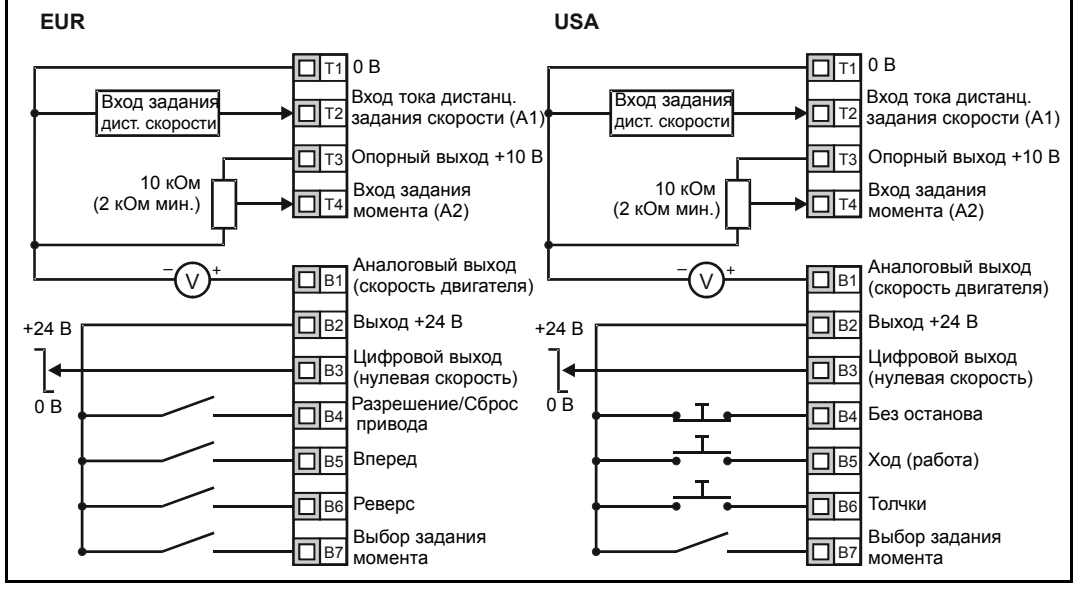 EUR
T1 0 В
Вход задания
дист. скорости
T2 Вход тока дистанц.
задания скорости (A1)
T3 Опорный выход +10 В
10 кОм
(2 кОм мин.)
T4 Вход задания
момента (A2)
– V +
B1 Аналоговый выход
(скорость двигателя)
+24 В
B2 Выход +24 В
B3 Цифровой выход
(нулевая скорость)
0 В
B4 Разрешение/Сброс
привода
B5 Вперед
B6 Реверс
B7 Выбор задания
момента
USA
T1 0 В
Вход задания
дист. скорости
T2 Вход тока дистанц.
задания скорости (A1)
T3 Опорный выход +10 В
10 кОм
(2 кОм мин.)
T4 Вход задания
момента (A2)
– V +
B1 Аналоговый выход
(скорость двигателя)
+24 В
B2 Выход +24 В
B3 Цифровой выход
(нулевая скорость)
0 В
B4 Без останова
B5 Ход (работа)
B6 Толчки
B7 Выбор задания
момента